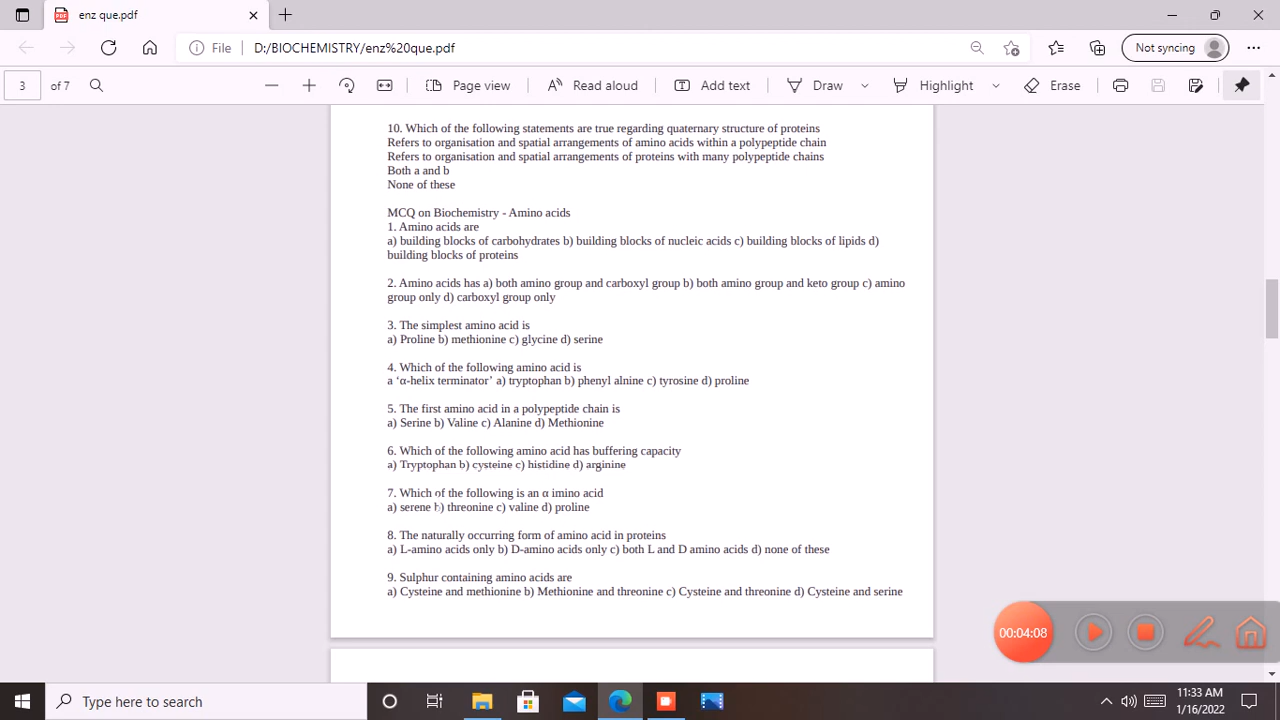 enz que.pdf
File D:/BIOCHEMISTRY/enz%20que.pdf Not syncing
3 of 7 Page view Read aloud Add text Draw Highlight Erase
10. Which of the following statements are true regarding quaternary structure of proteins
Refers to organisation and spatial arrangements of amino acids within a polypeptide chain
Refers to organisation and spatial arrangements of proteins with many polypeptide chains
Both a and b
None of these
MCQ on Biochemistry - Amino acids
1. Amino acids are
a) building blocks of carbohydrates b) building blocks of nucleic acids c) building blocks of lipids d)
building blocks of proteins
2. Amino acids has a) both amino group and carboxyl group b) both amino group and keto group c) amino
group only d) carboxyl group only
3. The simplest amino acid is
a) Proline b) methionine c) glycine d) serine
4. Which of the following amino acid is
a ‘α-helix terminator’ a) tryptophan b) phenyl alnine c) tyrosine d) proline
5. The first amino acid in a polypeptide chain is
a) Serine b) Valine c) Alanine d) Methionine
6. Which of the following amino acid has buffering capacity
a) Tryptophan b) cysteine c) histidine d) arginine
7. Which of the following is an α imino acid
a) serene b) threonine c) valine d) proline
8. The naturally occurring form of amino acid in proteins
a) L-amino acids only b) D-amino acids only c) both L and D amino acids d) none of these
9. Sulphur containing amino acids are
a) Cysteine and methionine b) Methionine and threonine c) Cysteine and threonine d) Cysteine and serine
00:04:08
Type here to search
11:33 AM
1/16/2022